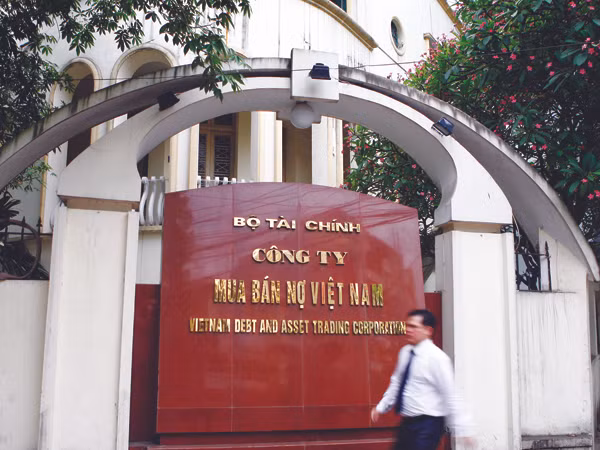 BỘ TÀI CHÍNH
CÔNG TY
MUA BÁN NỢ VIỆT NAM
VIETNAM DEBT AND ASSET TRADING CORPORATION